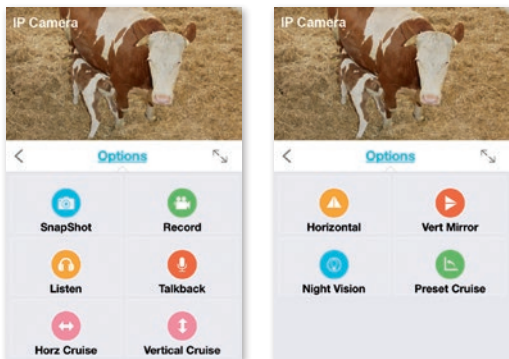 IP Camera
Options
SnapShot
Record
Listen
Talkback
Horz Cruise
Vertical Cruise
IP Camera
Options
Horizontal
Vert Mirror
Night Vision
Preset Cruise